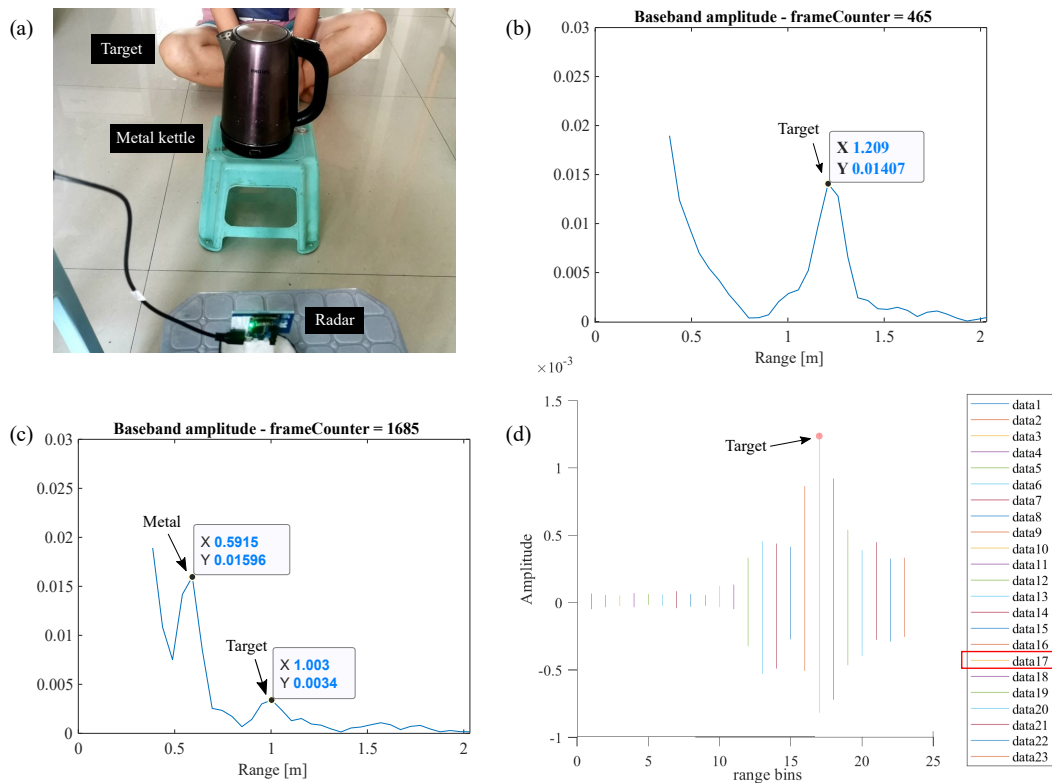 (a)
Target
Metal kettle
Radar
(b)
Baseband amplitude - frameCounter = 465
0.03
0.025
0.02
0.015
0.01
0.005
0
Target
X 1.209
Y 0.01407
0
0.5
1
1.5
2
Range [m]
(c)
Baseband amplitude - frameCounter = 1685
0.03
0.025
0.02
0.015
0.01
0.005
0
Metal
X 0.5915
Y 0.01596
Target
X 1.003
Y 0.0034
0
0.5
1
1.5
2
Range [m]
(d)
×10⁻³
1.5
1
0.5
0
-0.5
-1
Amplitude
Target
0
5
10
15
20
25
range bins
data1
data2
data3
data4
data5
data6
data7
data8
data9
data10
data11
data12
data13
data14
data15
data16
data17
data18
data19
data20
data21
data22
data23